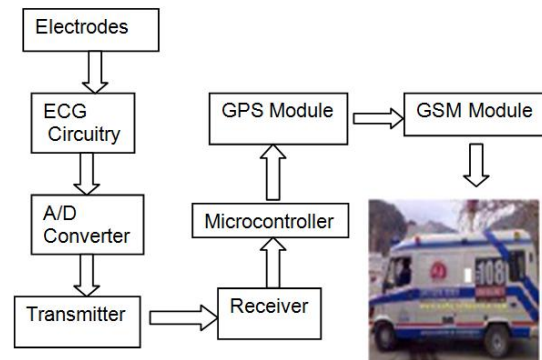 Electrodes
ECG
Circuitry
A/D
Converter
Transmitter
Receiver
Microcontroller
GPS Module
GSM Module
108